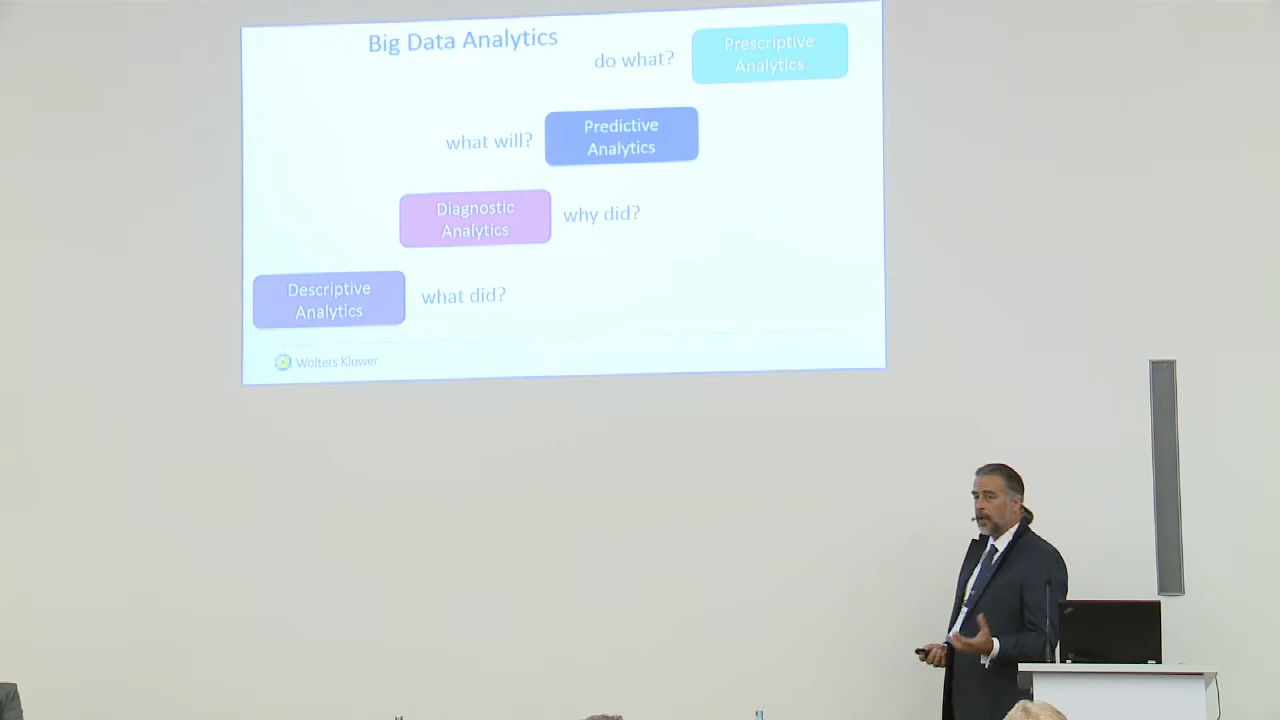 Big Data Analytics
do what?
Prescriptive
Analytics
what will?
Predictive
Analytics
Diagnostic
Analytics
why did?
Descriptive
Analytics
what did?
Wolters Kluwer